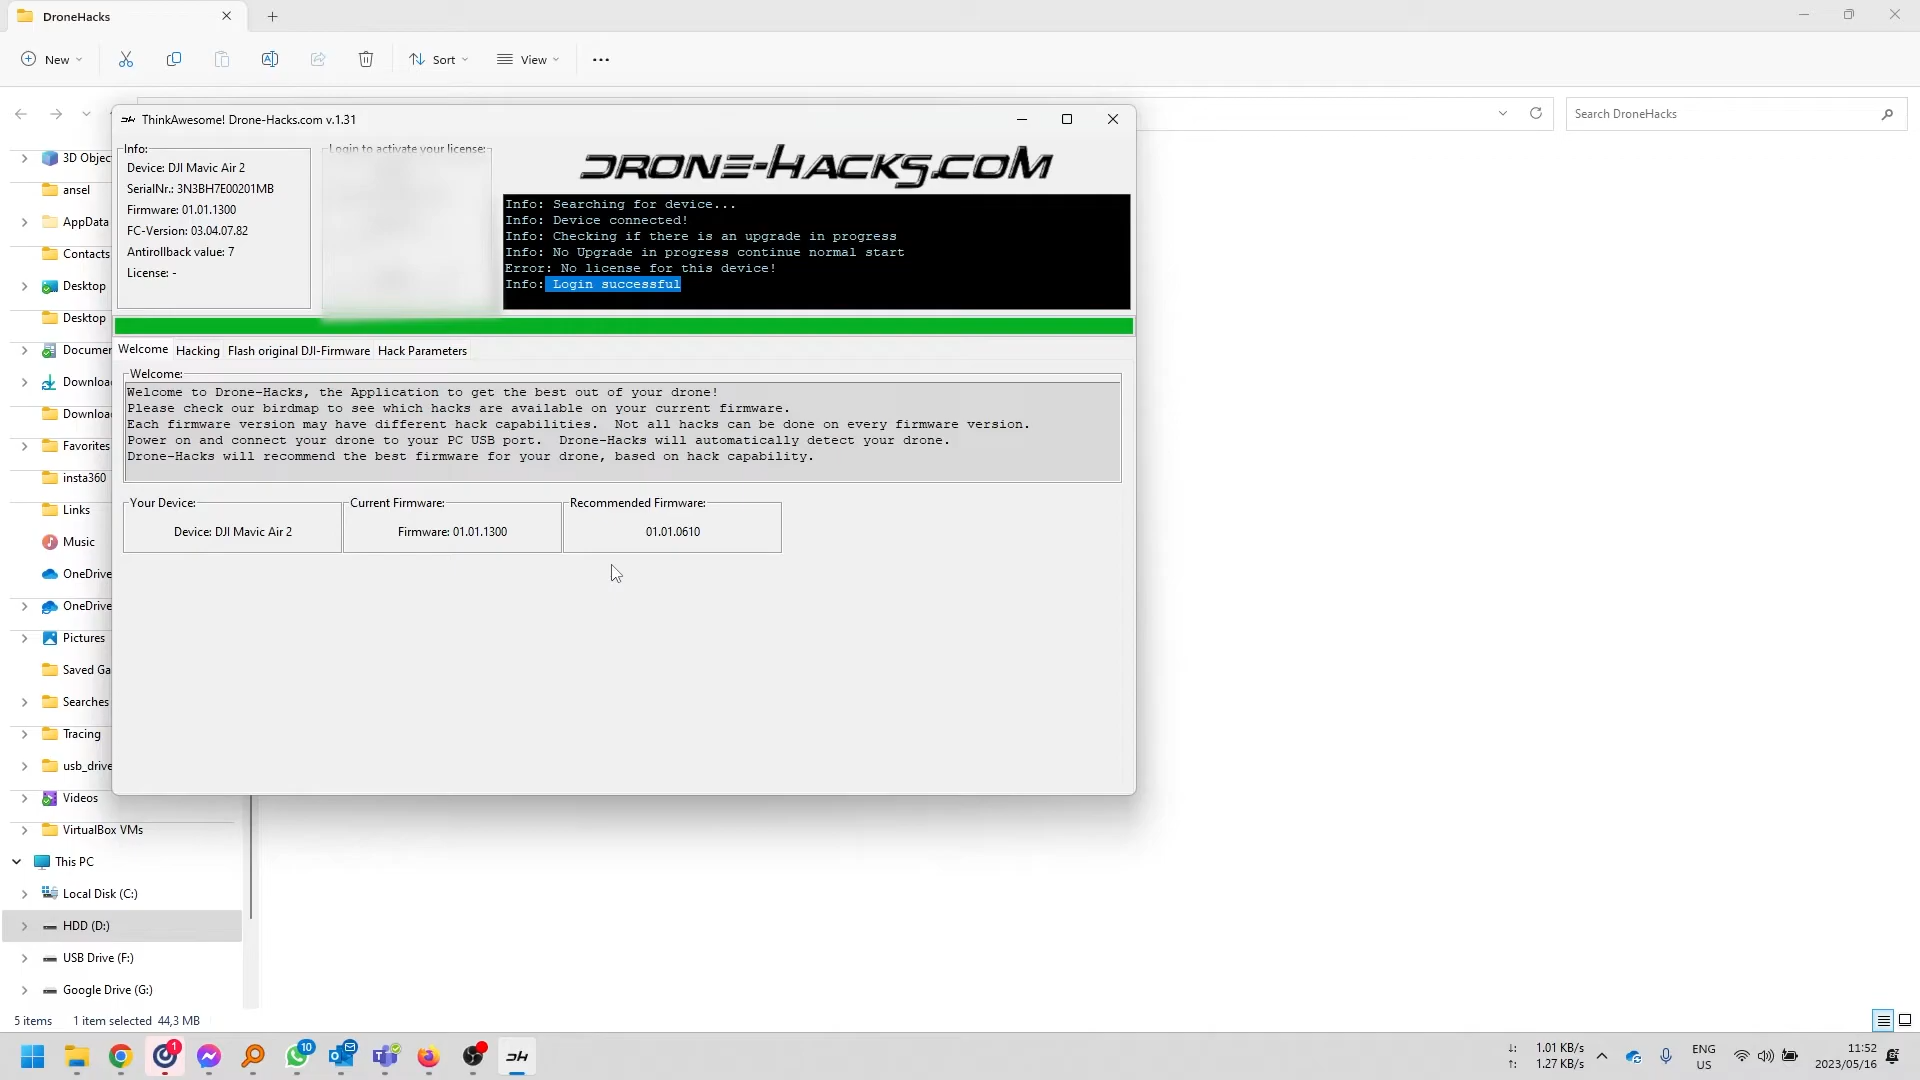 DroneHacks
New
Sort
View
Search DroneHacks
ThinkAwesome! Drone-Hacks.com v.1.31
Info:
Device: DJI Mavic Air 2
SerialNr.: 3N3BH7E00201MB
Firmware: 01.01.1300
FC-Version: 03.04.07.82
Antirollback value: 7
License: -
Login to activate your license:
DRONE-HACKS.COM
Info: Searching for device...
Info: Device connected!
Info: Checking if there is an upgrade in progress
Info: No Upgrade in progress continue normal start
Error: No license for this device!
Info: Login successful
Welcome
Hacking
Flash original DJI-Firmware
Hack Parameters
Welcome:
Welcome to Drone-Hacks, the Application to get the best out of your drone!
Please check our birdmap to see which hacks are available on your current firmware.
Each firmware version may have different hack capabilities.  Not all hacks can be done on every firmware version.
Power on and connect your drone to your PC USB port.  Drone-Hacks will automatically detect your drone.
Drone-Hacks will recommend the best firmware for your drone, based on hack capability.
Your Device:
Device: DJI Mavic Air 2
Current Firmware:
Firmware: 01.01.1300
Recommended Firmware:
01.01.0610
3D Objec
ansel
AppData
Contacts
Desktop
Desktop
Documer
Downloa
Downloa
Favorites
insta360
Links
Music
OneDrive
OneDrive
Pictures
Saved Ga
Searches
Tracing
usb_drive
Videos
VirtualBox VMs
This PC
Local Disk (C:)
HDD (D:)
USB Drive (F:)
Google Drive (G:)
5 items
1 item selected 44,3 MB
1
10
1.01 KB/s
1.27 KB/s
ENG
US
11:52
2023/05/16